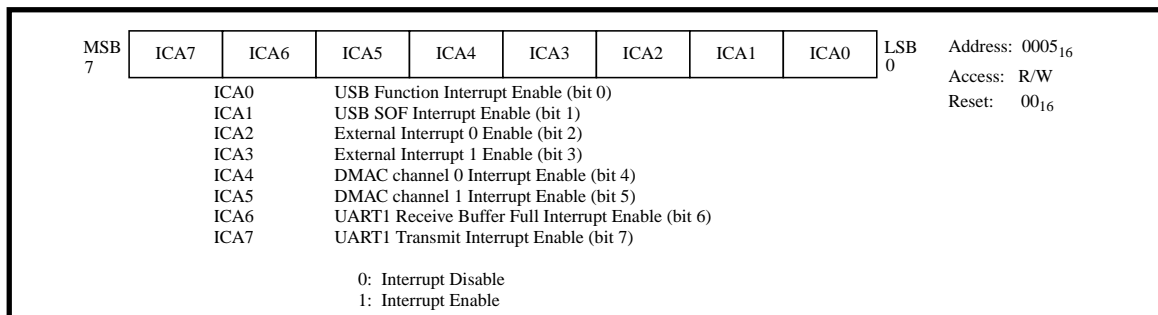 MSB ICA7 ICA6 ICA5 ICA4 ICA3 ICA2 ICA1 ICA0 LSB Address: 0005₁₆
7 0
Access: R/W
Reset: 00₁₆
ICA0 USB Function Interrupt Enable (bit 0)
ICA1 USB SOF Interrupt Enable (bit 1)
ICA2 External Interrupt 0 Enable (bit 2)
ICA3 External Interrupt 1 Enable (bit 3)
ICA4 DMAC channel 0 Interrupt Enable (bit 4)
ICA5 DMAC channel 1 Interrupt Enable (bit 5)
ICA6 UART1 Receive Buffer Full Interrupt Enable (bit 6)
ICA7 UART1 Transmit Interrupt Enable (bit 7)
0: Interrupt Disable
1: Interrupt Enable